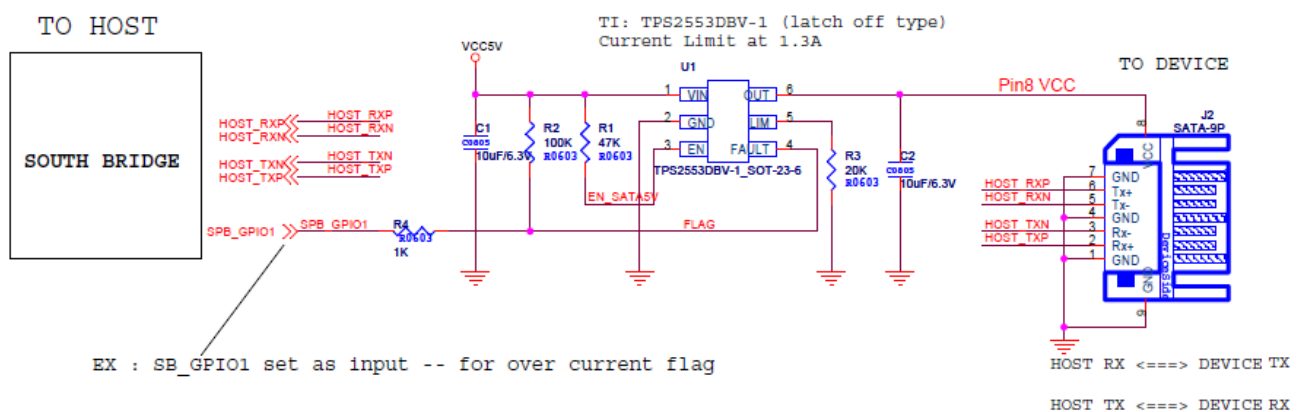 TO HOST
TI: TPS2553DBV-1 (latch off type)
Current Limit at 1.3A
VCC5V
U1
TO DEVICE
Pin8 VCC
J2
SATA-9P
SOUTH BRIDGE
HOST_RXP HOST_RXP
HOST_RXN HOST_RXN
HOST_TXN HOST_TXN
HOST_TXP HOST_TXP
SPB_GPIO1 SPB_GPIO1
R4
R0603
1K
C1
C0805
10uF/6.3V
R2
100K
R0603
R1
47K
R0603
1 VIN OUT 6
2 GND LIM 5
3 EN FAULT 4
TPS2553DBV-1_SOT-23-6
EN_SATA5V
FLAG
R3
20K
R0603
C2
C0805
10uF/6.3V
8
VCC
7 GND
HOST_RXP 6 Tx+
HOST_RXN 5 Tx-
4 GND
HOST_TXN 3 Rx-
HOST_TXP 2 Rx+
1 GND
GND
9
EX : SB_GPIO1 set as input -- for over current flag
HOST RX <===> DEVICE TX
HOST TX <===> DEVICE RX